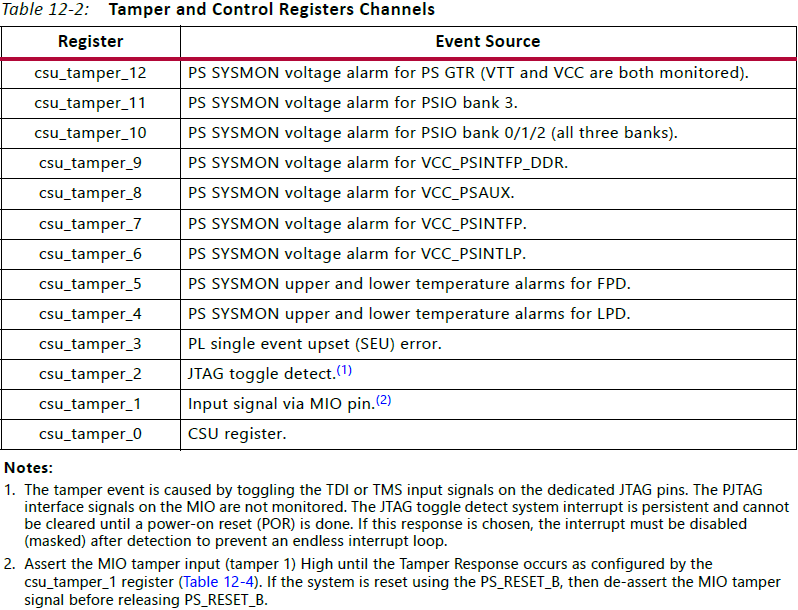 Table 12-2: Tamper and Control Registers Channels
Register Event Source
csu_tamper_12 PS SYSMON voltage alarm for PS GTR (VTT and VCC are both monitored).
csu_tamper_11 PS SYSMON voltage alarm for PSIO bank 3.
csu_tamper_10 PS SYSMON voltage alarm for PSIO bank 0/1/2 (all three banks).
csu_tamper_9 PS SYSMON voltage alarm for VCC_PSINTFP_DDR.
csu_tamper_8 PS SYSMON voltage alarm for VCC_PSAUX.
csu_tamper_7 PS SYSMON voltage alarm for VCC_PSINTFP.
csu_tamper_6 PS SYSMON voltage alarm for VCC_PSINTLP.
csu_tamper_5 PS SYSMON upper and lower temperature alarms for FPD.
csu_tamper_4 PS SYSMON upper and lower temperature alarms for LPD.
csu_tamper_3 PL single event upset (SEU) error.
csu_tamper_2 JTAG toggle detect.(1)
csu_tamper_1 Input signal via MIO pin.(2)
csu_tamper_0 CSU register.
Notes:
1. The tamper event is caused by toggling the TDI or TMS input signals on the dedicated JTAG pins. The PJTAG
interface signals on the MIO are not monitored. The JTAG toggle detect system interrupt is persistent and cannot
be cleared until a power-on reset (POR) is done. If this response is chosen, the interrupt must be disabled
(masked) after detection to prevent an endless interrupt loop.
2. Assert the MIO tamper input (tamper 1) High until the Tamper Response occurs as configured by the
csu_tamper_1 register (Table 12-4). If the system is reset using the PS_RESET_B, then de-assert the MIO tamper
signal before releasing PS_RESET_B.